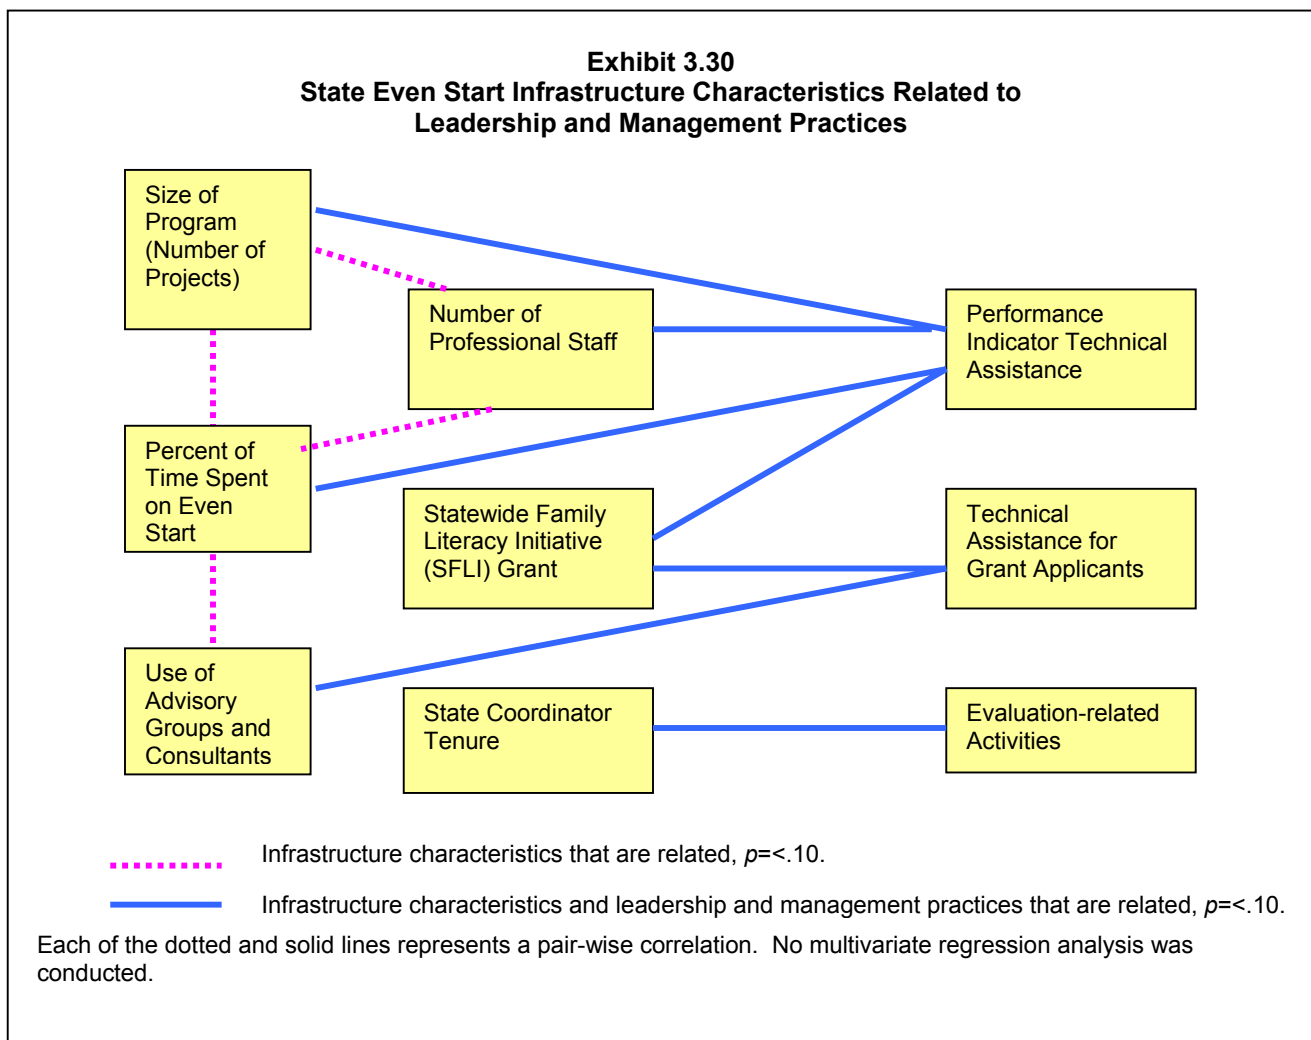 Exhibit 3.30
State Even Start Infrastructure Characteristics Related to
Leadership and Management Practices
Size of
Program
(Number of
Projects)
Number of
Professional Staff
Performance
Indicator Technical
Assistance
Percent of
Time Spent
on Even
Start
Statewide Family
Literacy Initiative
(SFLI) Grant
Technical
Assistance for
Grant Applicants
Use of
Advisory
Groups and
Consultants
State Coordinator
Tenure
Evaluation-related
Activities
Infrastructure characteristics that are related, p=<.10.
Infrastructure characteristics and leadership and management practices that are related, p=<.10.
Each of the dotted and solid lines represents a pair-wise correlation.  No multivariate regression analysis was
conducted.